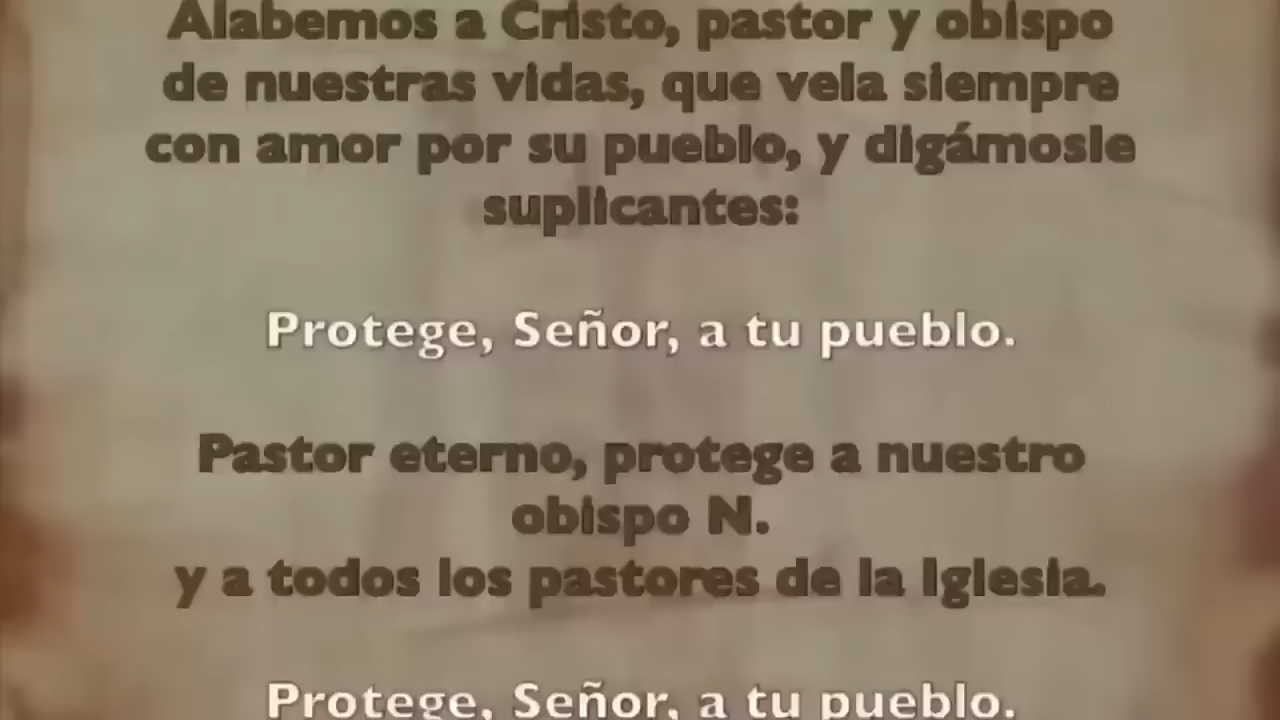 Alabemos a Cristo, pastor y obispo
de nuestras vidas, que vela siempre
con amor por su pueblo, y digámosle
suplicantes:
Protege, Señor, a tu pueblo.
Pastor eterno, protege a nuestro
obispo N.
y a todos los pastores de la Iglesia.
Protege, Señor, a tu pueblo.